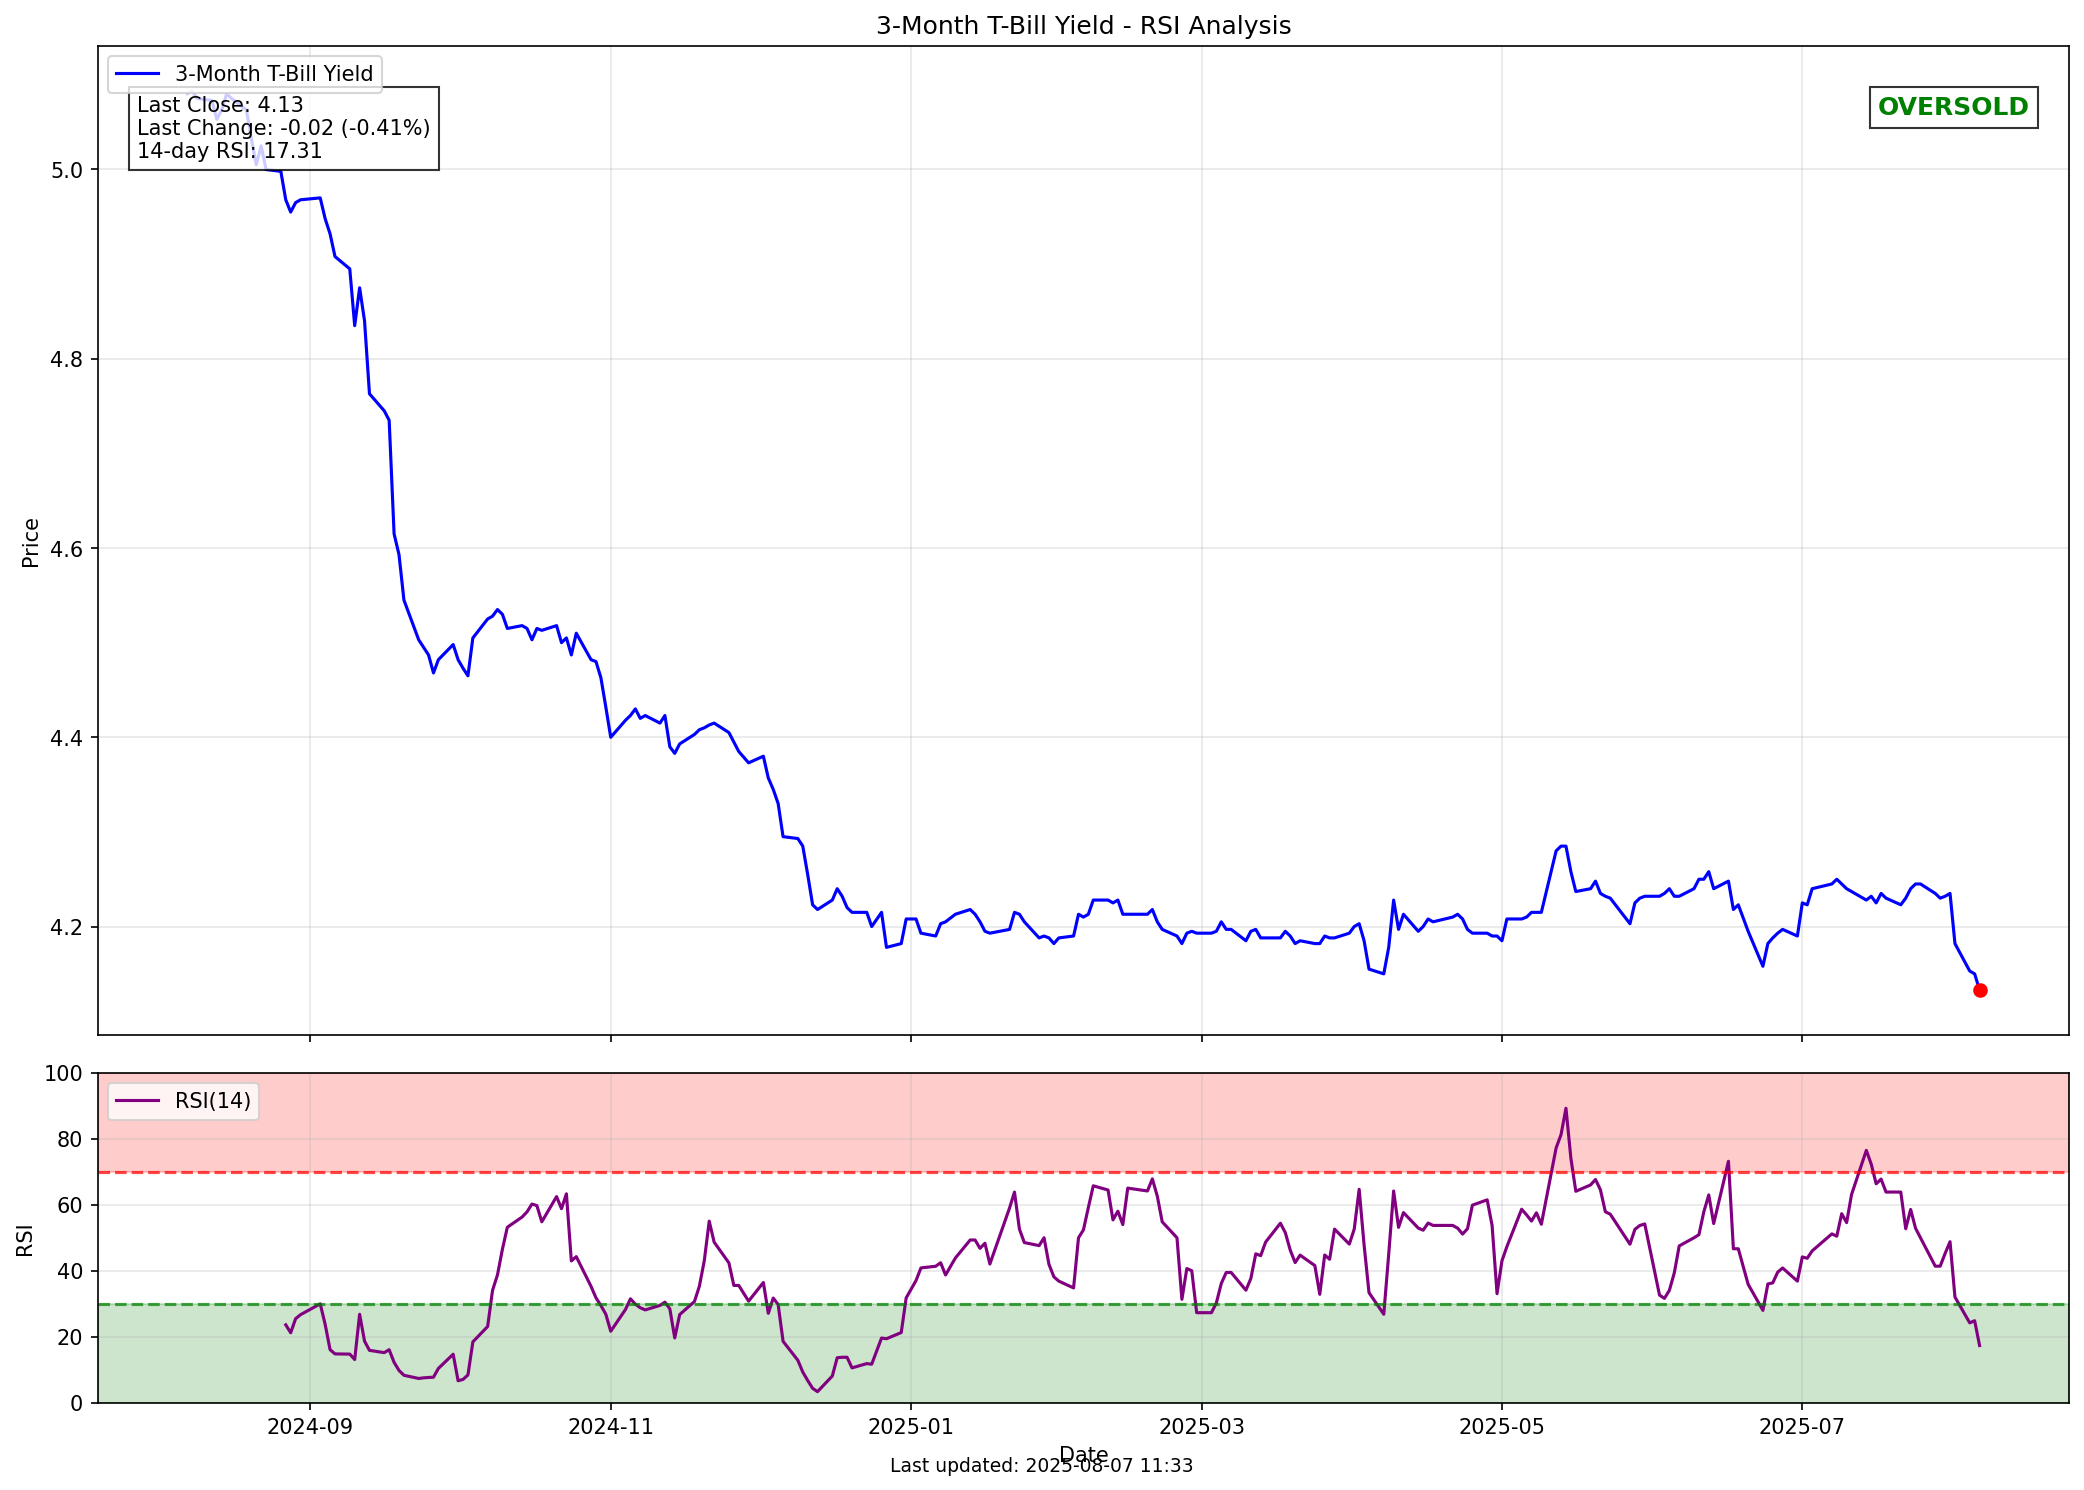 3-Month T-Bill Yield - RSI Analysis
3-Month T-Bill Yield
Last Close: 4.13
Last Change: -0.02 (-0.41%)
14-day RSI: 17.31
OVERSOLD
Price
5.0
4.8
4.6
4.4
4.2
RSI(14)
RSI
100
80
60
40
20
0
2024-09
2024-11
2025-01
2025-03
2025-05
2025-07
Date
Last updated: 2025-08-07 11:33